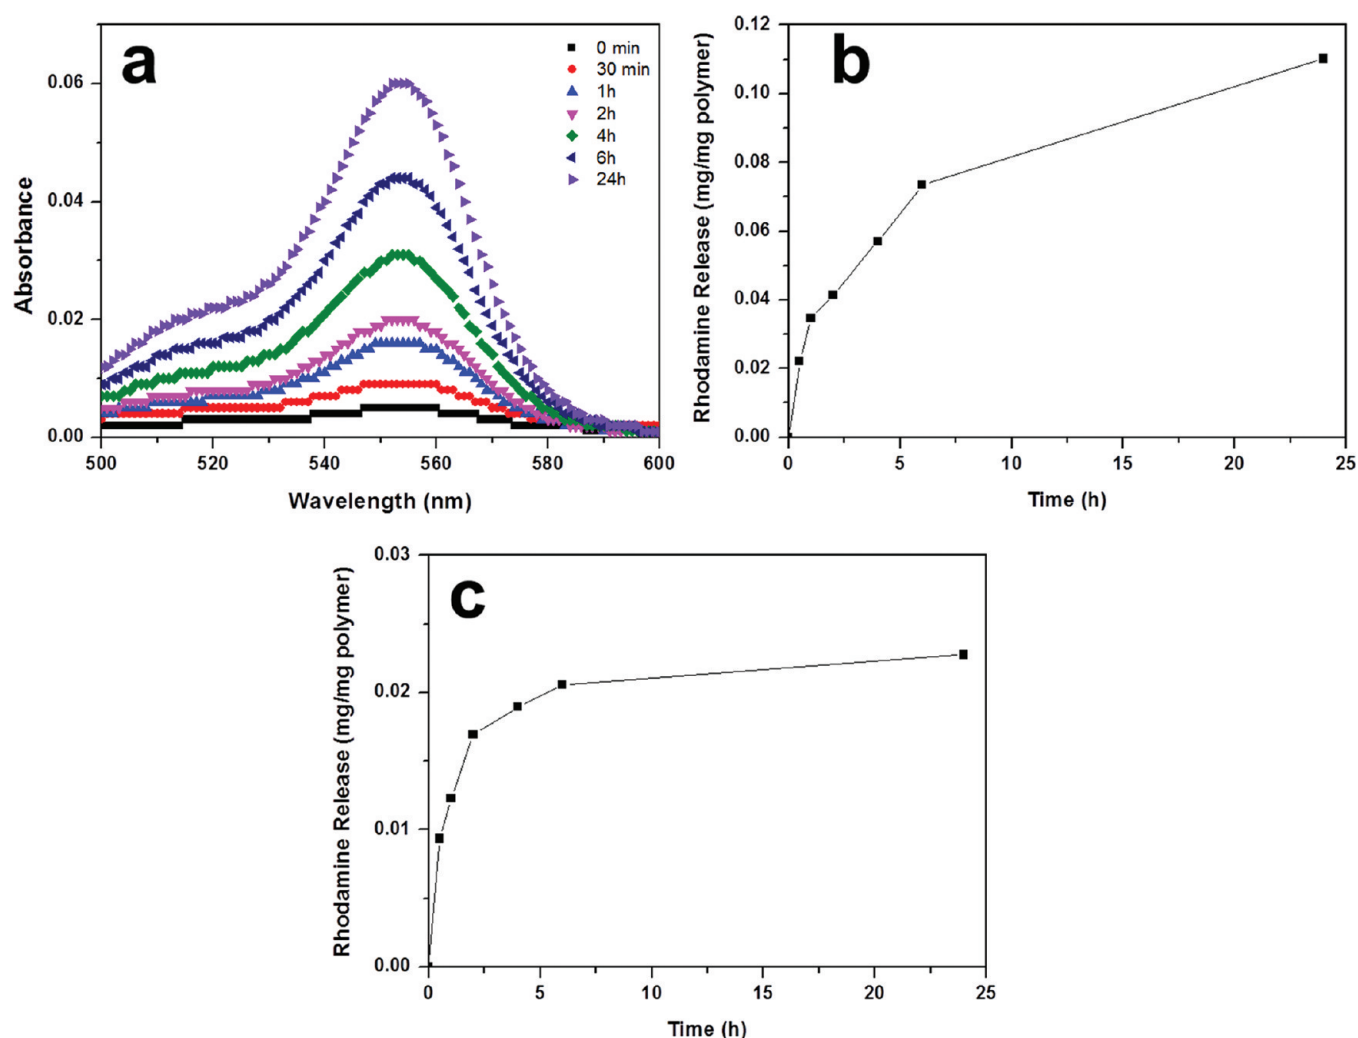 a
0 min
30 min
1h
2h
4h
6h
24h
0.06
0.04
0.02
0.00
Absorbance
500
520
540
560
580
600
Wavelength (nm)
b
0.12
0.10
0.08
0.06
0.04
0.02
0.00
Rhodamine Release (mg/mg polymer)
0
5
10
15
20
25
Time (h)
c
0.03
0.02
0.01
0.00
Rhodamine Release (mg/mg polymer)
0
5
10
15
20
25
Time (h)